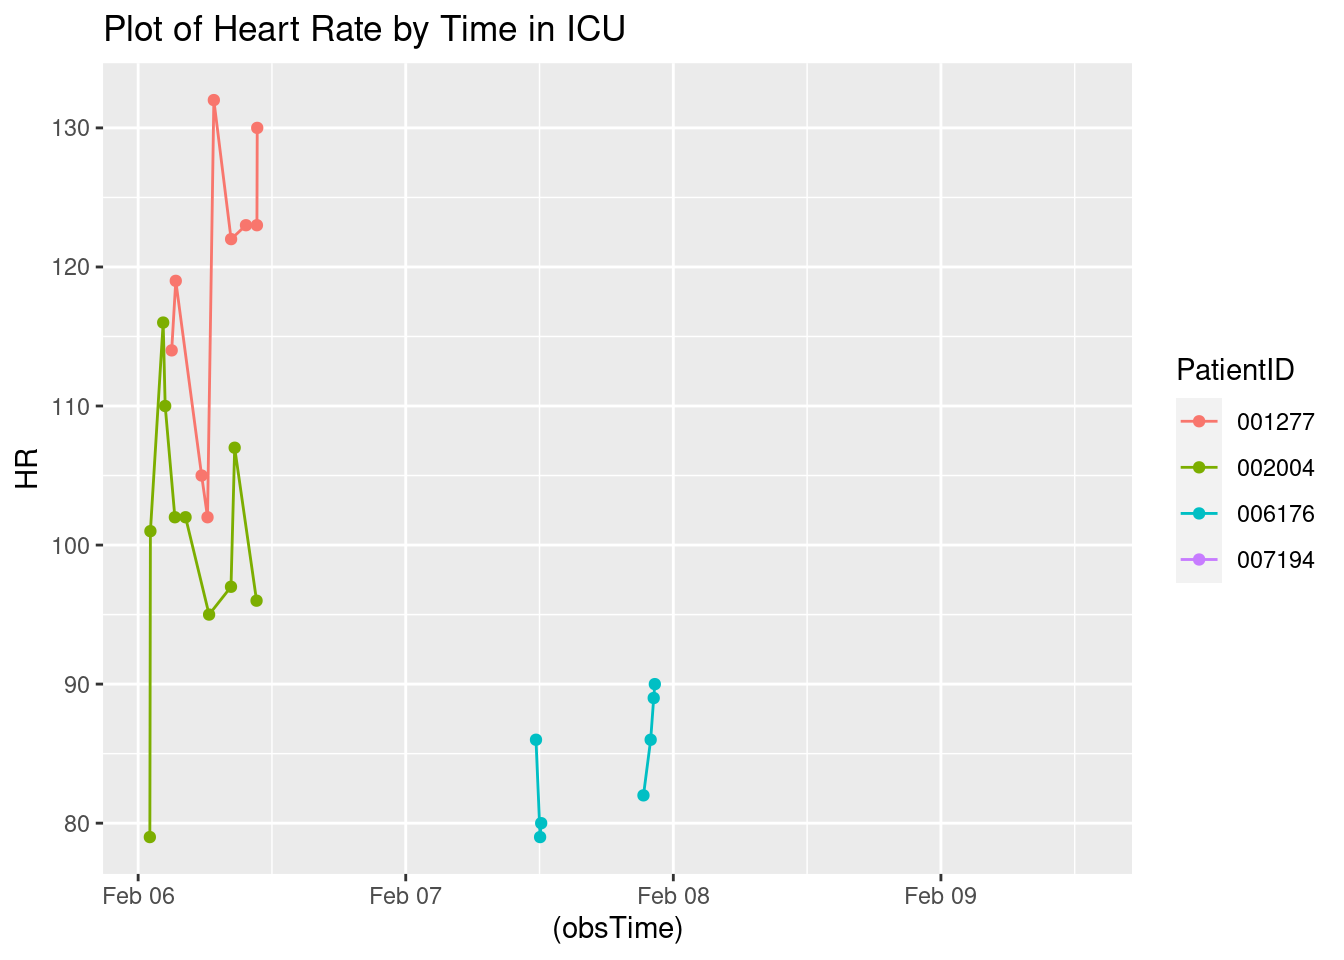 Plot of Heart Rate by Time in ICU
130
120
110
100
90
80
HR
Feb 06
Feb 07
Feb 08
Feb 09
(obsTime)
PatientID
001277
002004
006176
007194